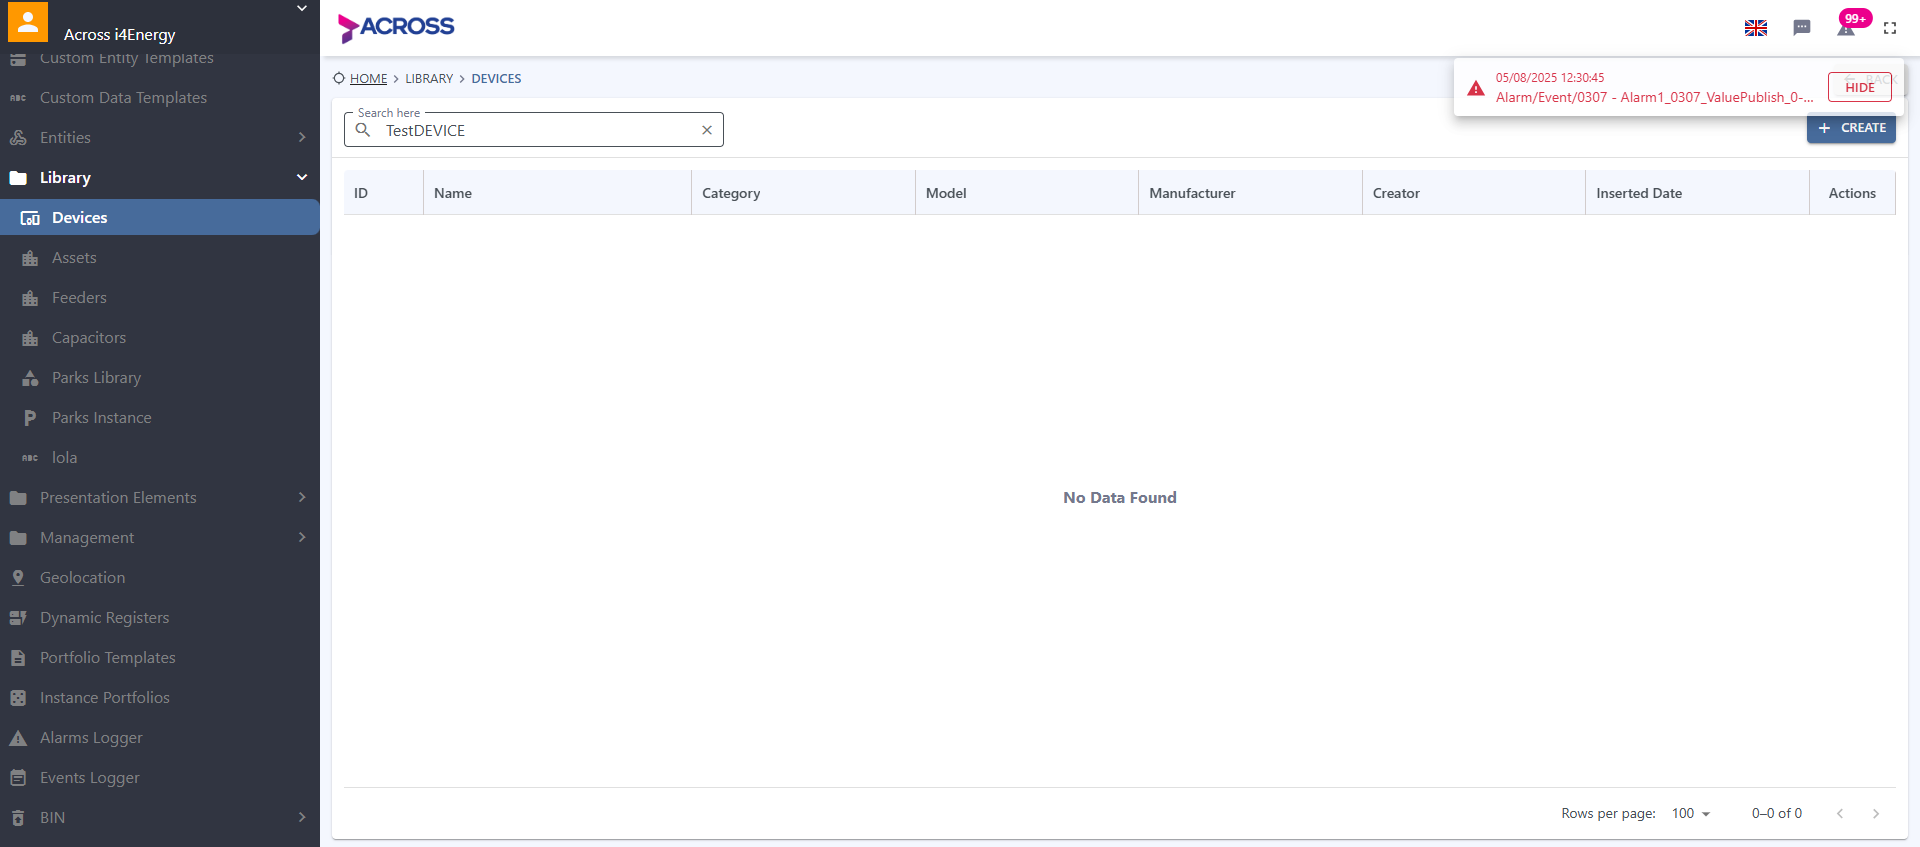 Across i4Energy
Custom Entity Templates
Custom Data Templates
Entities
Library
Devices
Assets
Feeders
Capacitors
Parks Library
Parks Instance
ABC lola
Presentation Elements
Management
Geolocation
Dynamic Registers
Portfolio Templates
Instance Portfolios
Alarms Logger
Events Logger
BIN
ACROSS
99+
HOME > LIBRARY > DEVICES
BACK
05/08/2025 12:30:45
Alarm/Event/0307 - Alarm1_0307_ValuePublish_0-...
HIDE
Search here
TestDEVICE
+ CREATE
ID Name Category Model Manufacturer Creator Inserted Date Actions
No Data Found
Rows per page: 100 0–0 of 0